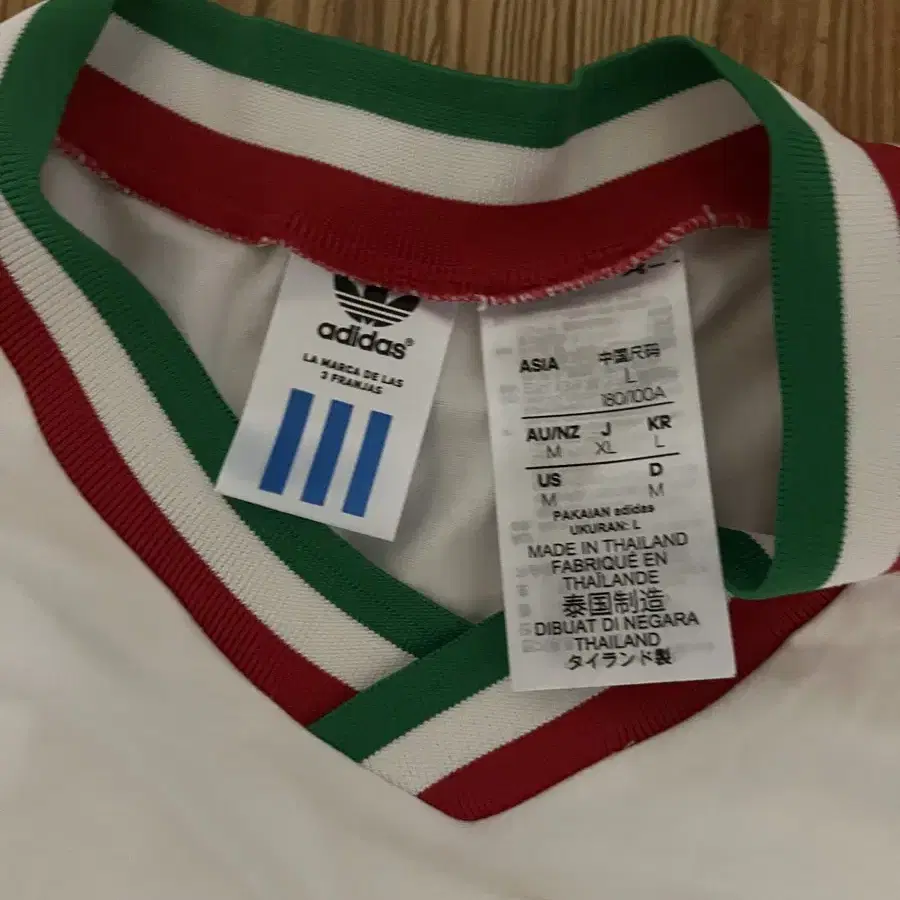 adidas®
LA MARCA DE LAS
3 FRANJAS
ASIA 中国尺码
L
180/100A
AU/NZ J KR
M XL L
US D
M M
PAKAIAN adidas
UKURAN: L
MADE IN THAILAND
FABRIQUÉ EN
THAÏLANDE
泰国制造
DIBUAT DI NEGARA
THAILAND
タイランド製